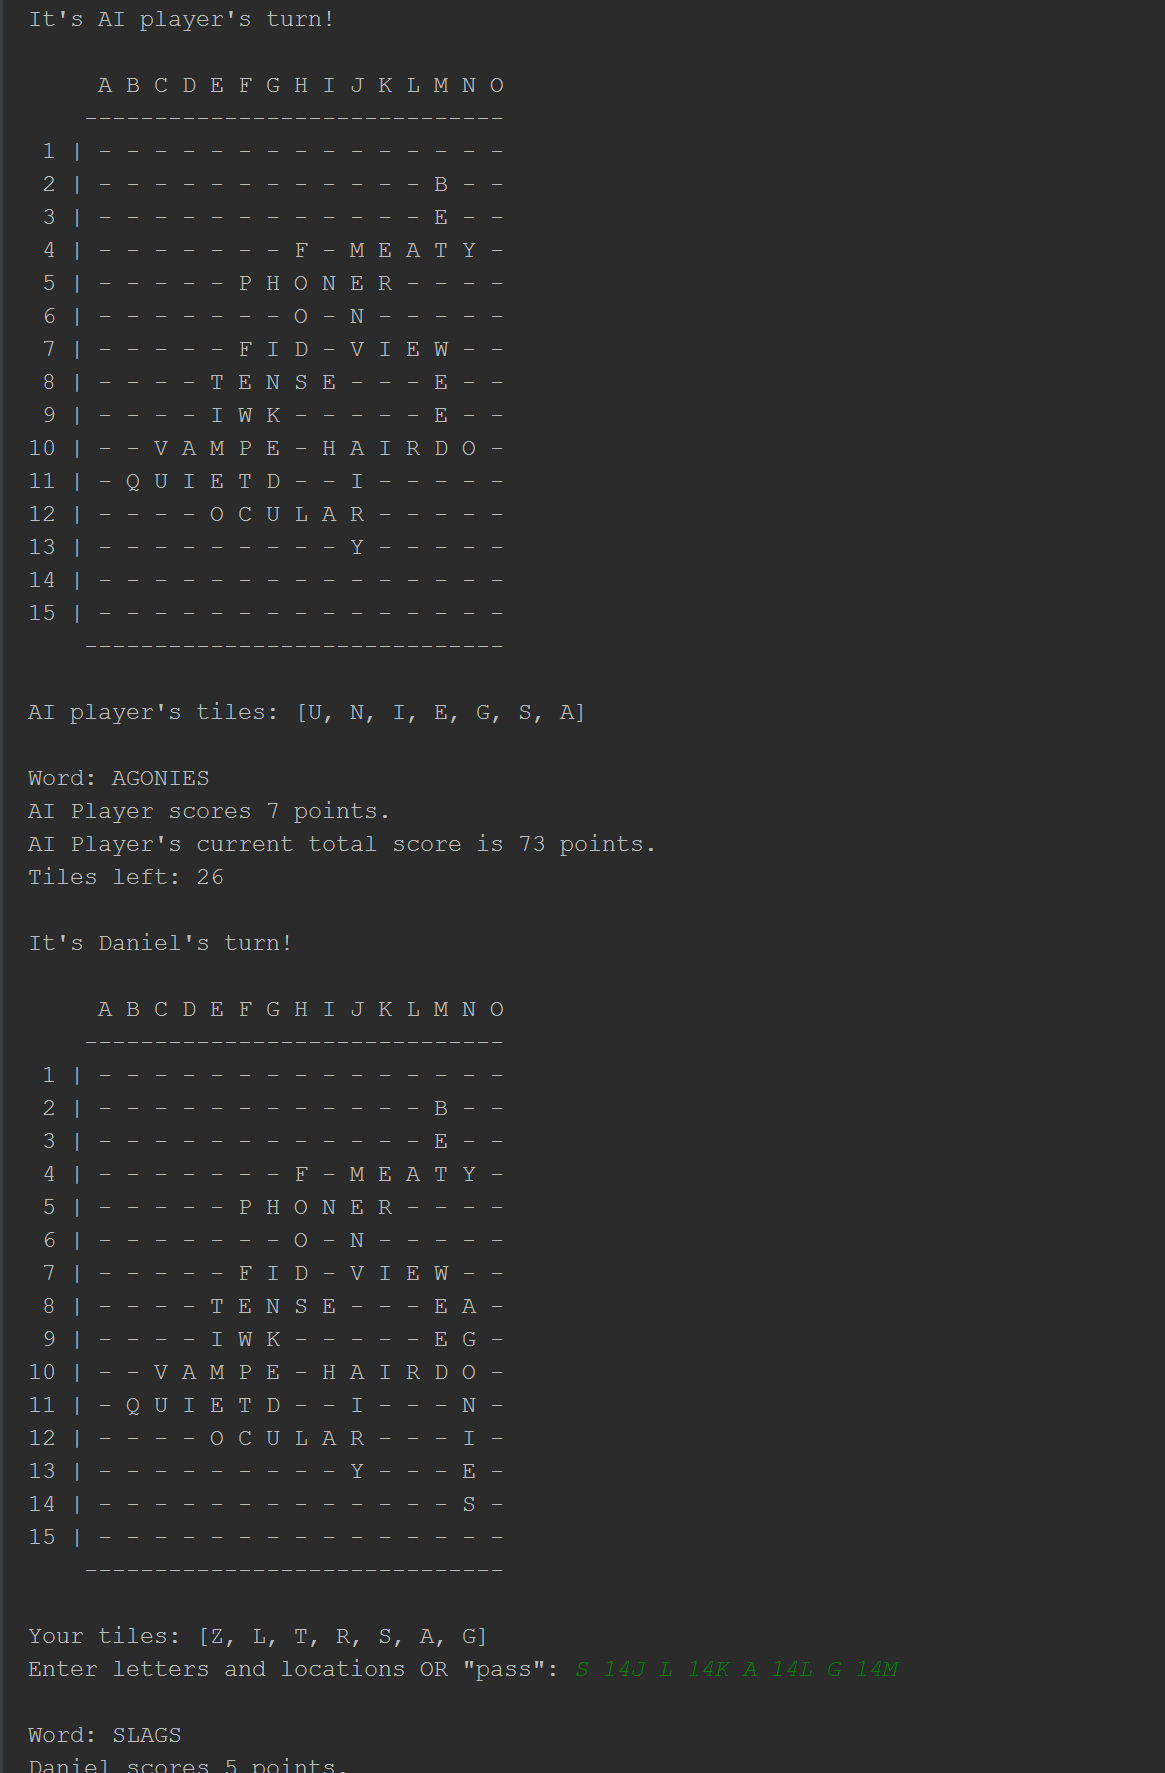 It's AI player's turn!
A B C D E F G H I J K L M N O
-----------------------------
1 | - - - - - - - - - - - - - - -
2 | - - - - - - - - - - - - B - -
3 | - - - - - - - - - - - - E - -
4 | - - - - - - - F - M E A T Y -
5 | - - - - - P H O N E R - - - -
6 | - - - - - - - O - N - - - - -
7 | - - - - - F I D - V I E W - -
8 | - - - - T E N S E - - - E - -
9 | - - - - I W K - - - - - E - -
10 | - - V A M P E - H A I R D O -
11 | - Q U I E T D - - I - - - - -
12 | - - - - O C U L A R - - - - -
13 | - - - - - - - - - Y - - - - -
14 | - - - - - - - - - - - - - - -
15 | - - - - - - - - - - - - - - -
-----------------------------
AI player's tiles: [U, N, I, E, G, S, A]
Word: AGONIES
AI Player scores 7 points.
AI Player's current total score is 73 points.
Tiles left: 26
It's Daniel's turn!
A B C D E F G H I J K L M N O
-----------------------------
1 | - - - - - - - - - - - - - - -
2 | - - - - - - - - - - - - B - -
3 | - - - - - - - - - - - - E - -
4 | - - - - - - - F - M E A T Y -
5 | - - - - - P H O N E R - - - -
6 | - - - - - - - O - N - - - - -
7 | - - - - - F I D - V I E W - -
8 | - - - - T E N S E - - - E A -
9 | - - - - I W K - - - - - E G -
10 | - - V A M P E - H A I R D O -
11 | - Q U I E T D - - I - - - N -
12 | - - - - O C U L A R - - - I -
13 | - - - - - - - - - Y - - - E -
14 | - - - - - - - - - - - - - S -
15 | - - - - - - - - - - - - - - -
-----------------------------
Your tiles: [Z, L, T, R, S, A, G]
Enter letters and locations OR "pass": S 14J L 14K A 14L G 14M
Word: SLAGS
Daniel scores 5 points.